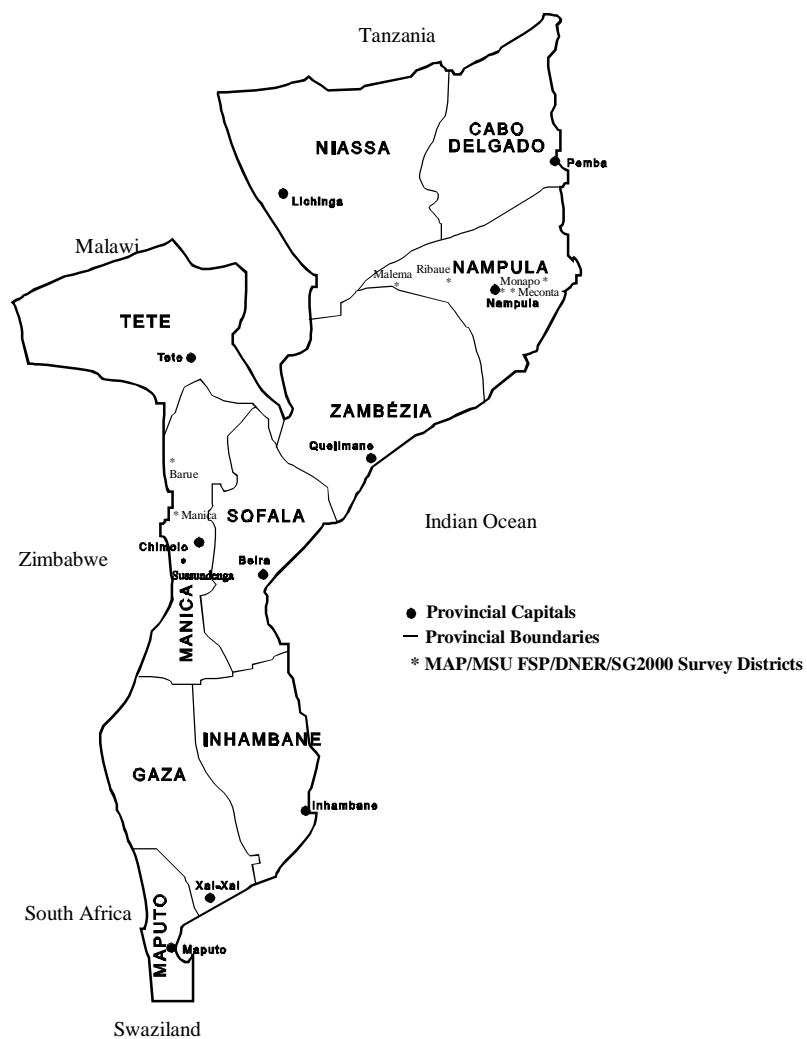 Tanzania
CABO
DELGADO
NIASSA
Pemba
Lichinga
Malawi
NAMPULA
Ribaue
Malema
Monapo *
* * * * Meconta
Nampula
TETE
Tete
ZAMBÉZIA
Quelimane
*
Barue
* Manica
SOFALA
Indian Ocean
Chimoio
Zimbabwe
Beira
Sussundenga
MANICA
● Provincial Capitals
— Provincial Boundaries
* MAP/MSU FSP/DNER/SG2000 Survey Districts
INHAMBANE
GAZA
Inhambane
Xai-Xai
South Africa
MAPUTO
Maputo
Swaziland